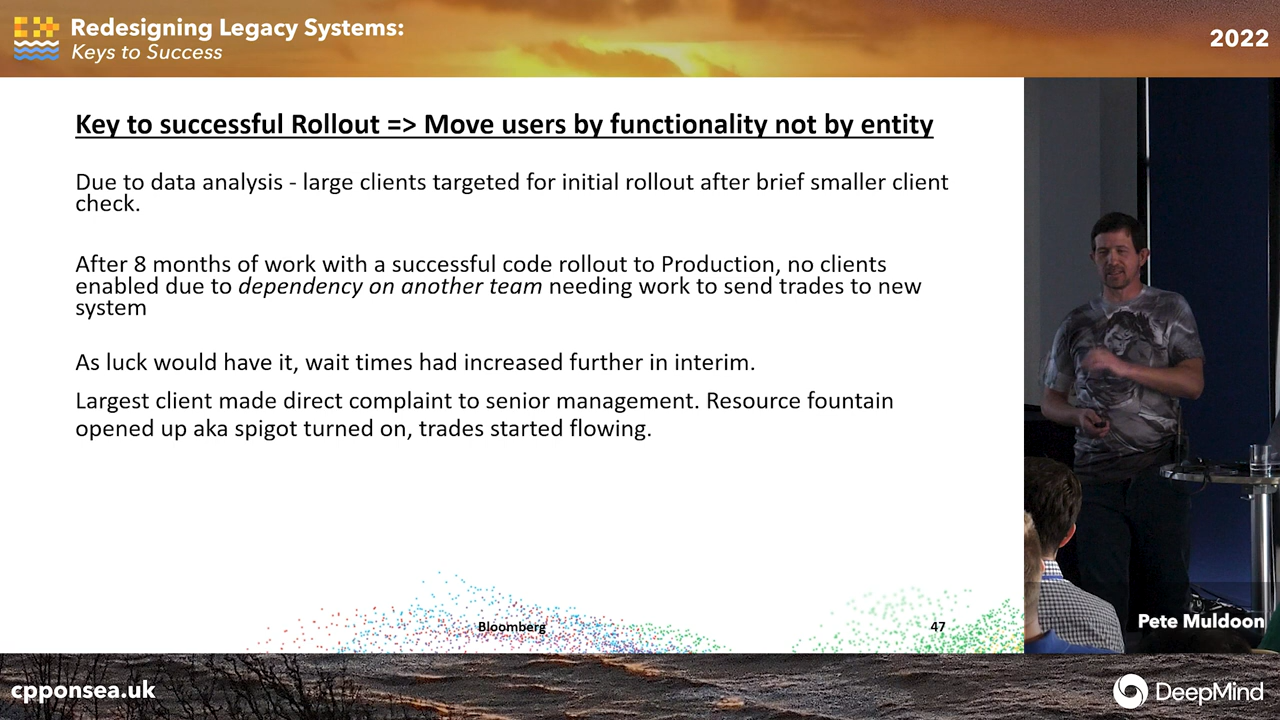 Redesigning Legacy Systems:
Keys to Success
2022
Key to successful Rollout => Move users by functionality not by entity
Due to data analysis - large clients targeted for initial rollout after brief smaller client
check.
After 8 months of work with a successful code rollout to Production, no clients
enabled due to dependency on another team needing work to send trades to new
system
As luck would have it, wait times had increased further in interim.
Largest client made direct complaint to senior management. Resource fountain
opened up aka spigot turned on, trades started flowing.
Bloomberg
47
Pete Muldoon
cpponsea.uk
DeepMind